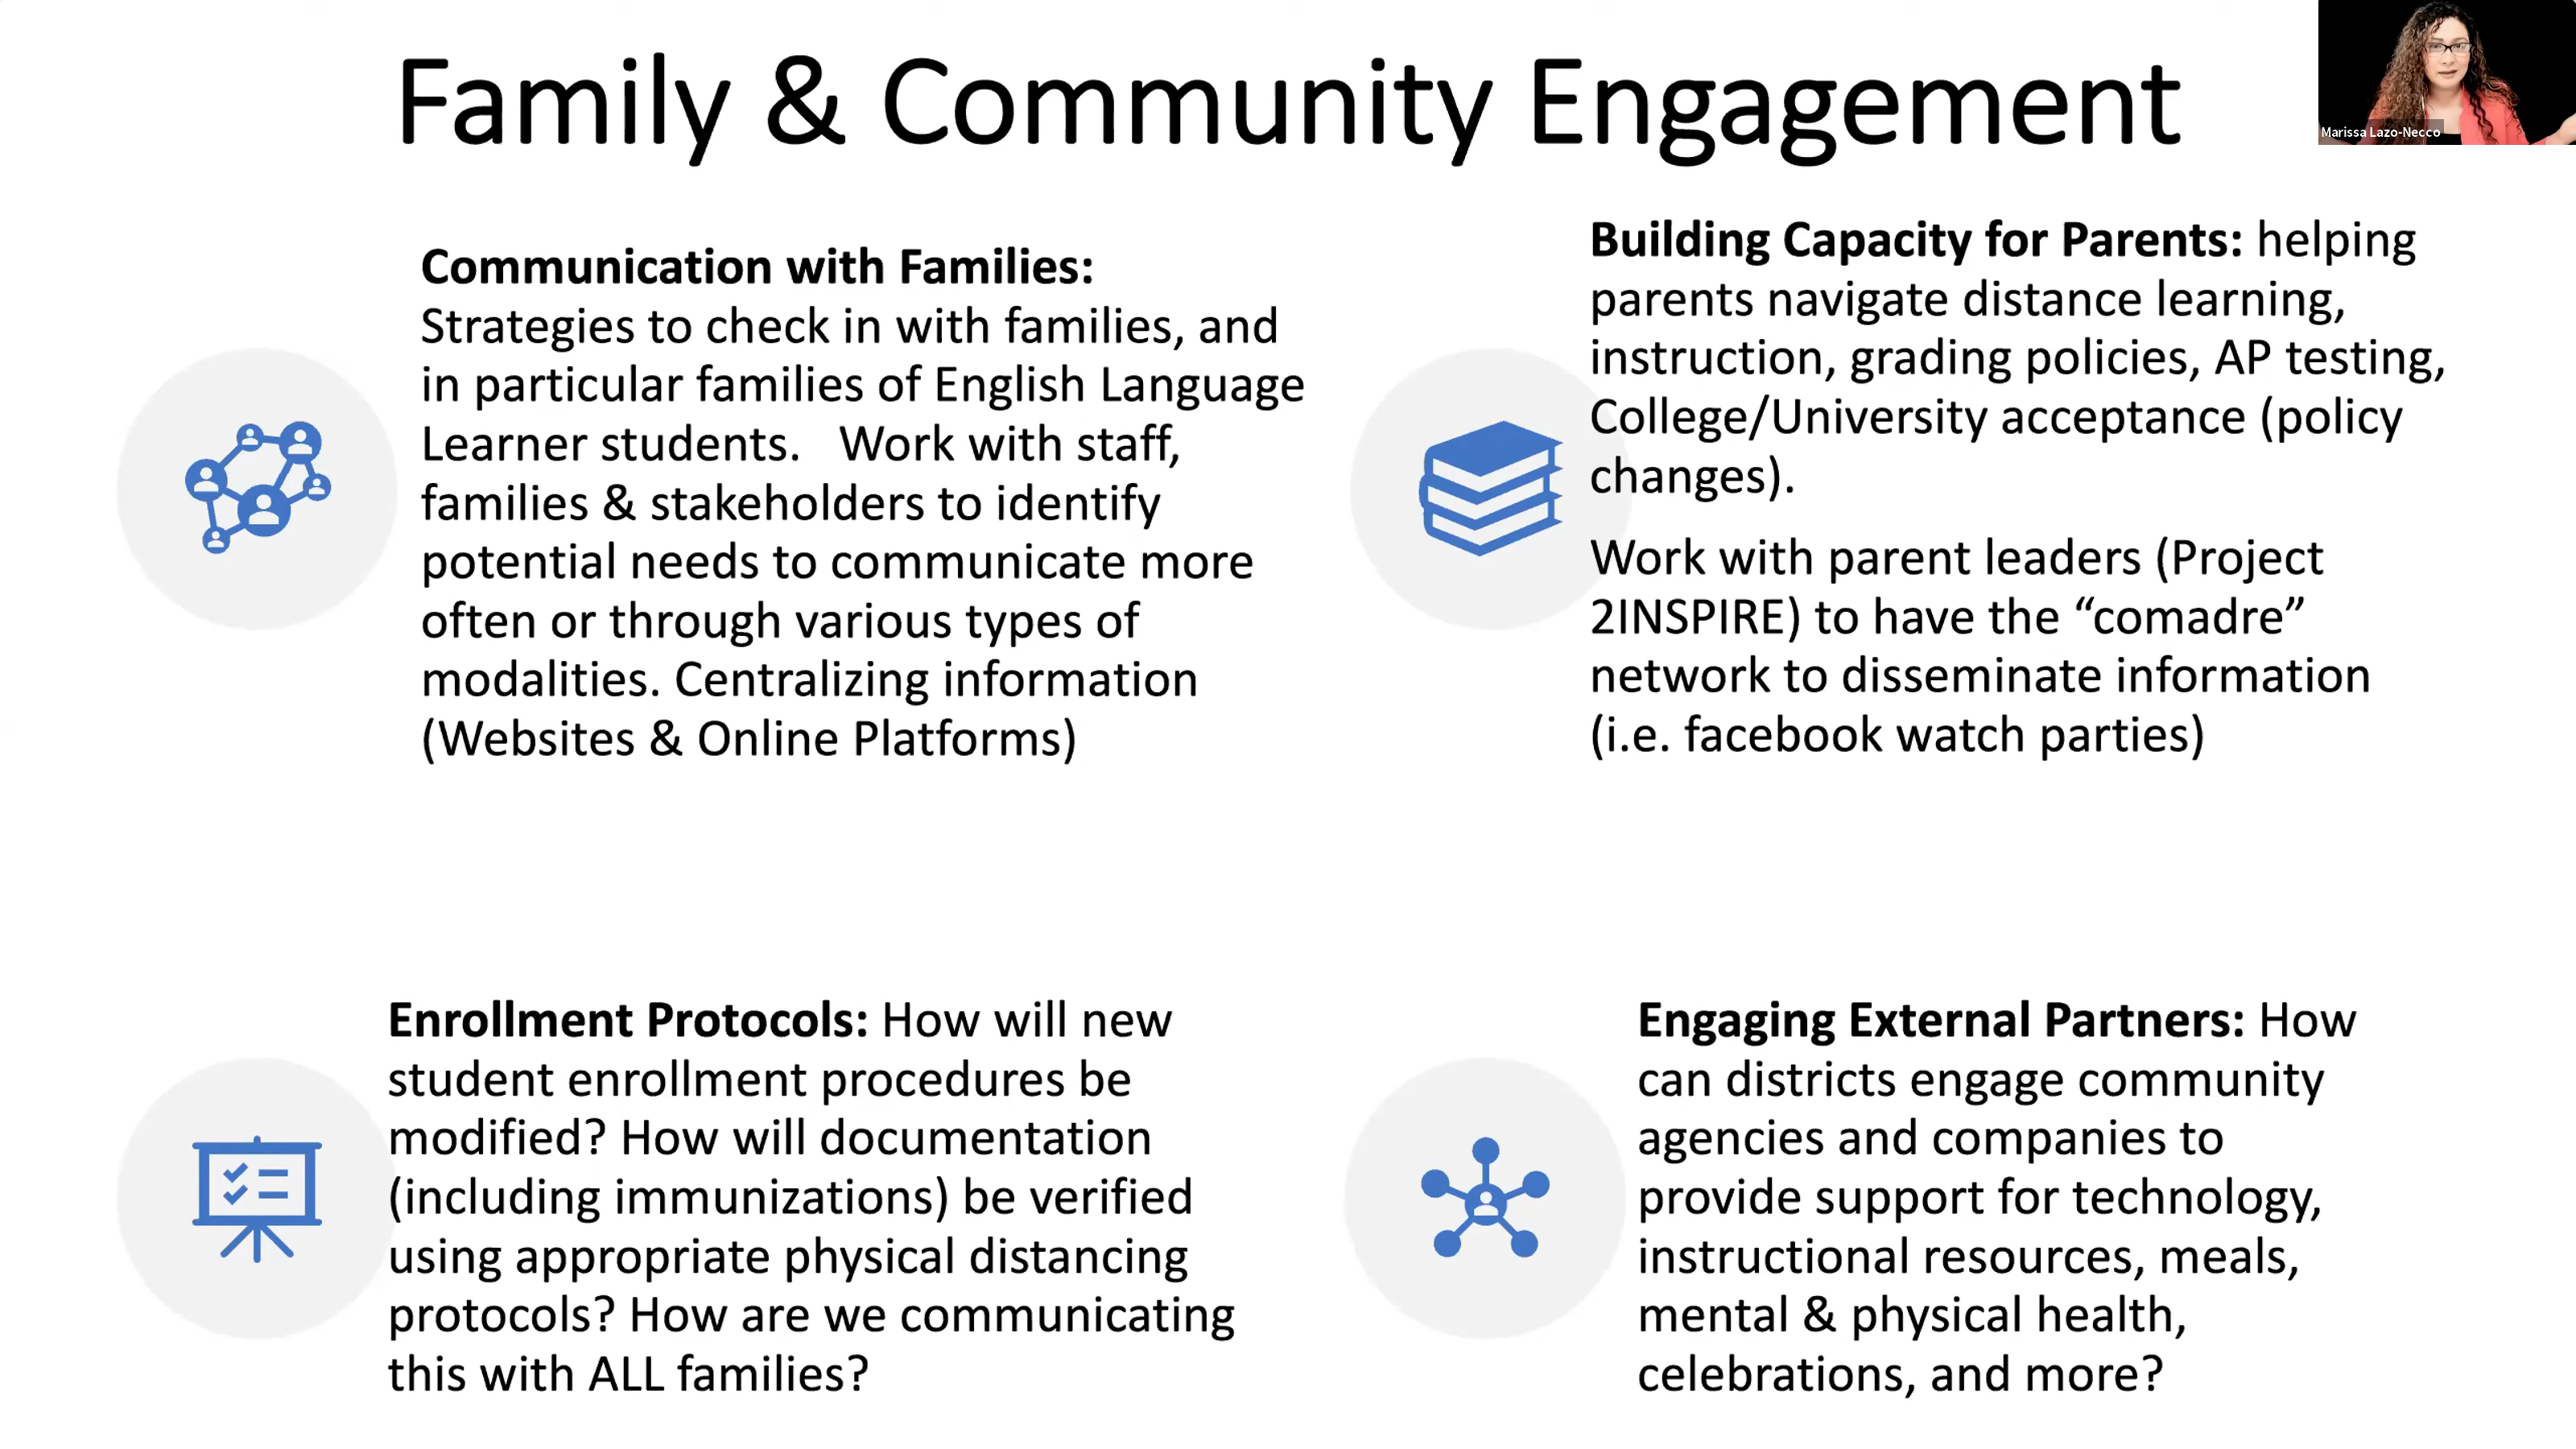 Family & Community Engagement
Marissa Lazo-Necco
Communication with Families:
Strategies to check in with families, and
in particular families of English Language
Learner students.   Work with staff,
families & stakeholders to identify
potential needs to communicate more
often or through various types of
modalities. Centralizing information
(Websites & Online Platforms)
Building Capacity for Parents: helping
parents navigate distance learning,
instruction, grading policies, AP testing,
College/University acceptance (policy
changes).
Work with parent leaders (Project
2INSPIRE) to have the “comadre”
network to disseminate information
(i.e. facebook watch parties)
Enrollment Protocols: How will new
student enrollment procedures be
modified? How will documentation
(including immunizations) be verified
using appropriate physical distancing
protocols? How are we communicating
this with ALL families?
Engaging External Partners: How
can districts engage community
agencies and companies to
provide support for technology,
instructional resources, meals,
mental & physical health,
celebrations, and more?